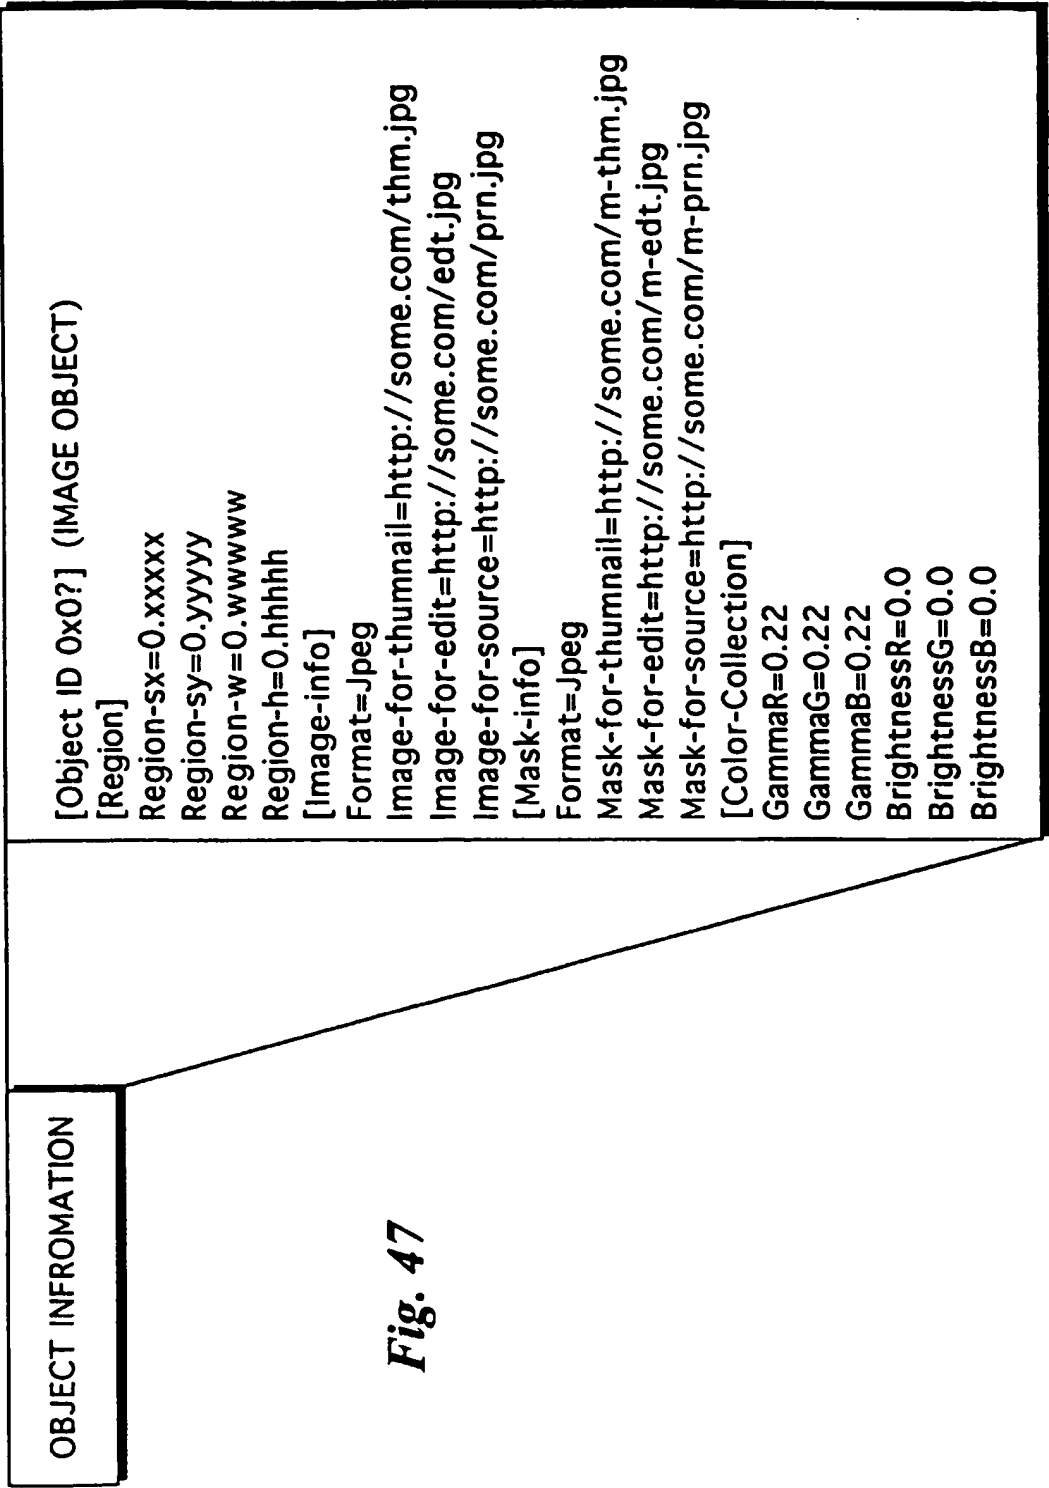 OBJECT INFROMATION
[Object ID 0x0?] (IMAGE OBJECT)
[Region]
Region-sx=0.xxxxx
Region-sy=0.yyyyy
Region-w=0.wwwww
Region-h=0.hhhhh
[Image-info]
Format=Jpeg
Image-for-thumnail=http://some.com/thm.jpg
Image-for-edit=http://some.com/edt.jpg
Image-for-source=http://some.com/prn.jpg
[Mask-info]
Format=Jpeg
Mask-for-thumnail=http://some.com/m-thm.jpg
Mask-for-edit=http://some.com/m-edt.jpg
Mask-for-source=http://some.com/m-prn.jpg
[Color-Collection]
GammaR=0.22
GammaG=0.22
GammaB=0.22
BrightnessR=0.0
BrightnessG=0.0
BrightnessB=0.0
Fig. 47